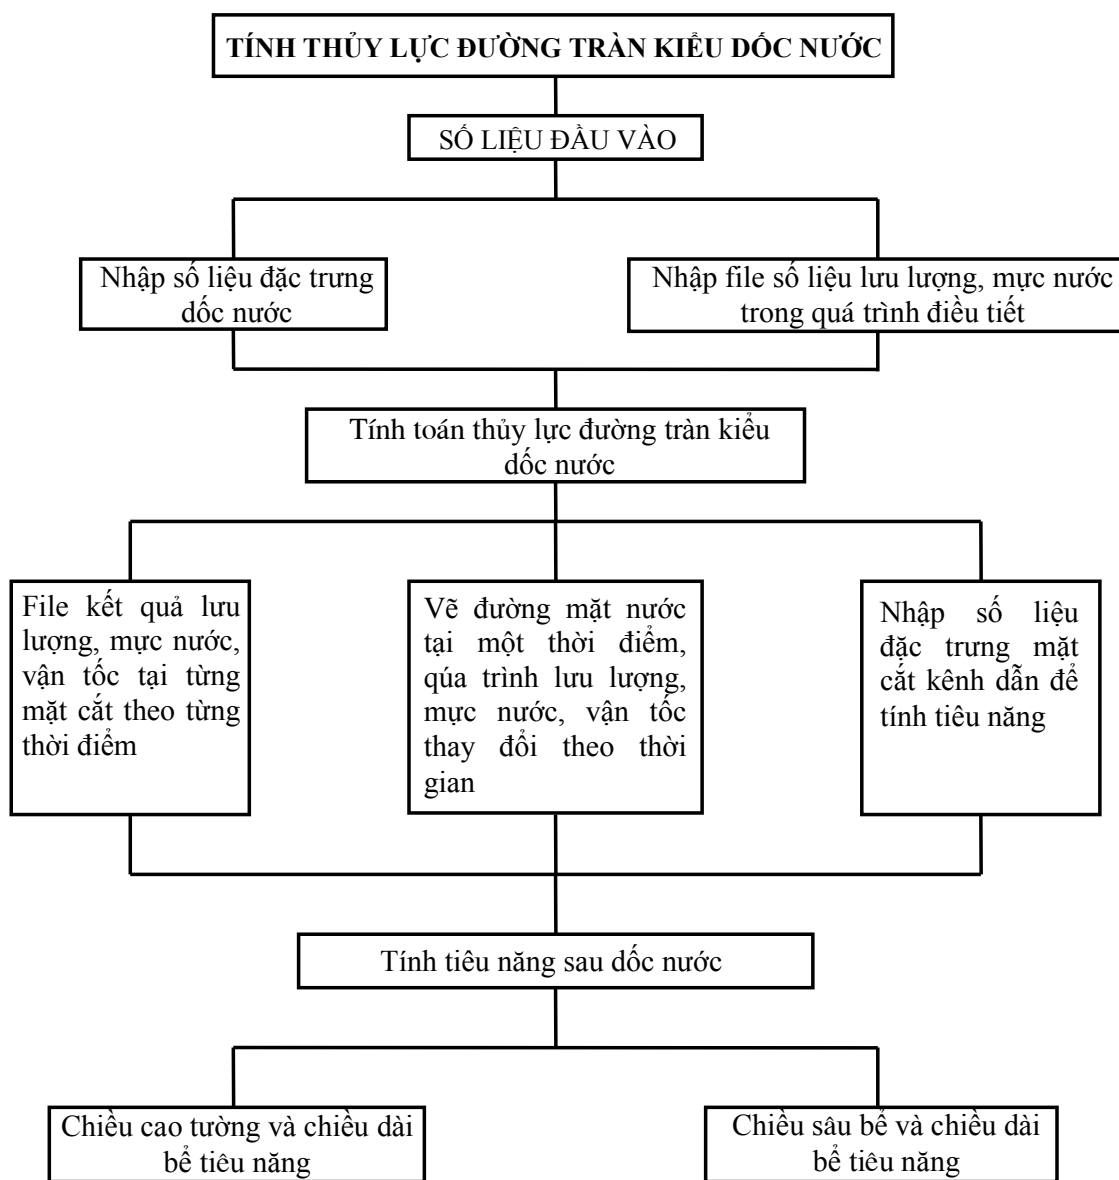 TÍNH THỦY LỰC ĐƯỜNG TRÀN KIỂU DỐC NƯỚC
SỐ LIỆU ĐẦU VÀO
Nhập số liệu đặc trưng
dốc nước
Nhập file số liệu lưu lượng, mực nước
trong quá trình điều tiết
Tính toán thủy lực đường tràn kiểu
dốc nước
File kết quả lưu
lượng, mực nước,
vận tốc tại từng
mặt cắt theo từng
thời điểm
Vẽ đường mặt nước
tại một thời điểm,
qúa trình lưu lượng,
mực nước, vận tốc
thay đổi theo thời
gian
Nhập số liệu
đặc trưng mặt
cắt kênh dẫn để
tính tiêu năng
Tính tiêu năng sau dốc nước
Chiều cao tường và chiều dài
bể tiêu năng
Chiều sâu bể và chiều dài
bể tiêu năng